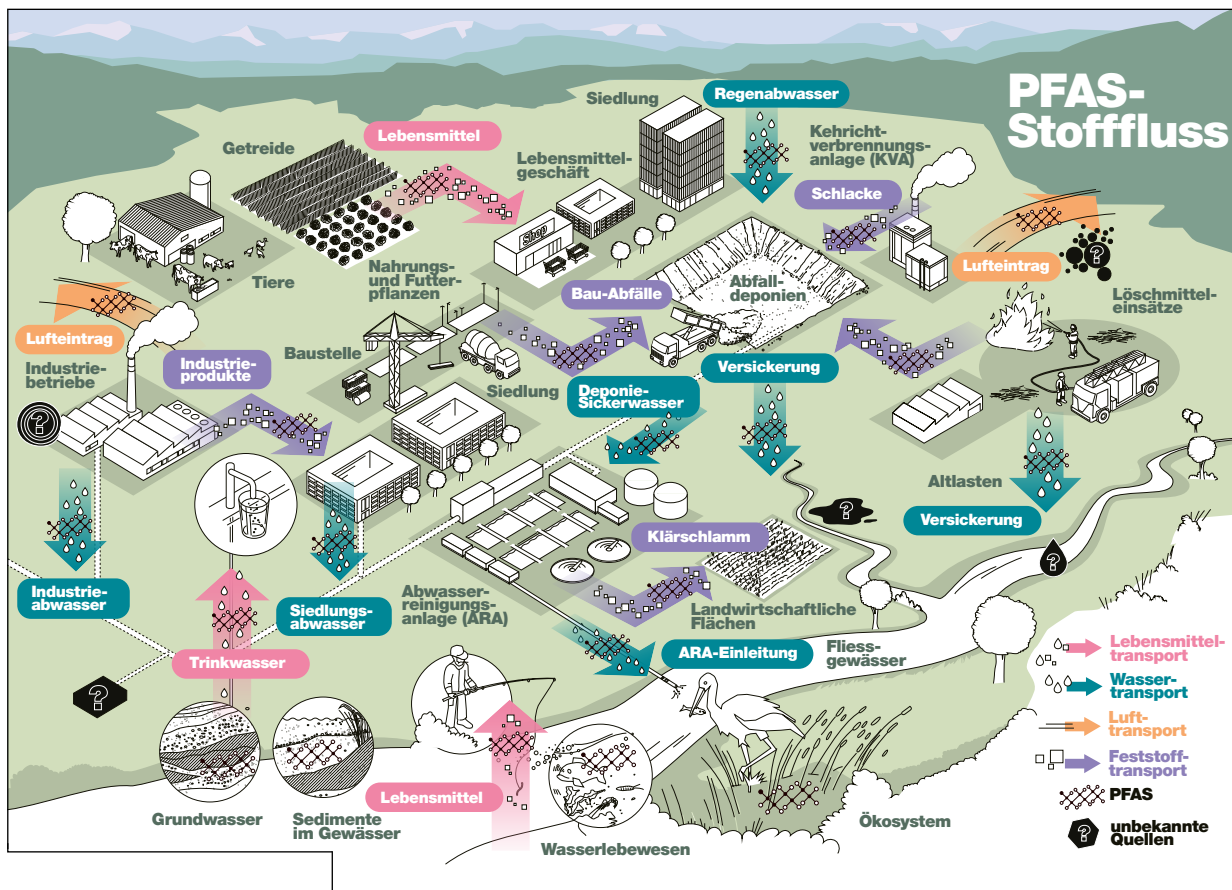 PFAS-
Stofffluss
Siedlung
Regenabwasser
Kehricht-
verbrennungs-
anlage (KVA)
Lebensmittel
Getreide
Lebensmittel-
geschäft
Schlacke
Shop
Lufteintrag
?
Tiere
Nahrungs-
und Futter-
pflanzen
Bau-Abfälle
Abfall-
deponien
Löschmittel-
einsätze
Lufteintrag
Industrie-
betriebe
Industrie-
produkte
Baustelle
Siedlung
Deponie-
Sickerwasser
Versickerung
?
Altlasten
Versickerung
?
?
Klärschlamm
Industrie-
abwasser
Siedlungs-
abwasser
Abwasser-
reinigungs-
anlage (ARA)
Landwirtschaftliche
Flächen
Trinkwasser
ARA-Einleitung
Fliess-
gewässer
?
Lebensmittel
Grundwasser
Sedimente
im Gewässer
Wasserlebewesen
Ökosystem
Lebensmittel-
transport
Wasser-
transport
Luft-
transport
Feststoff-
transport
PFAS
?
unbekannte
Quellen